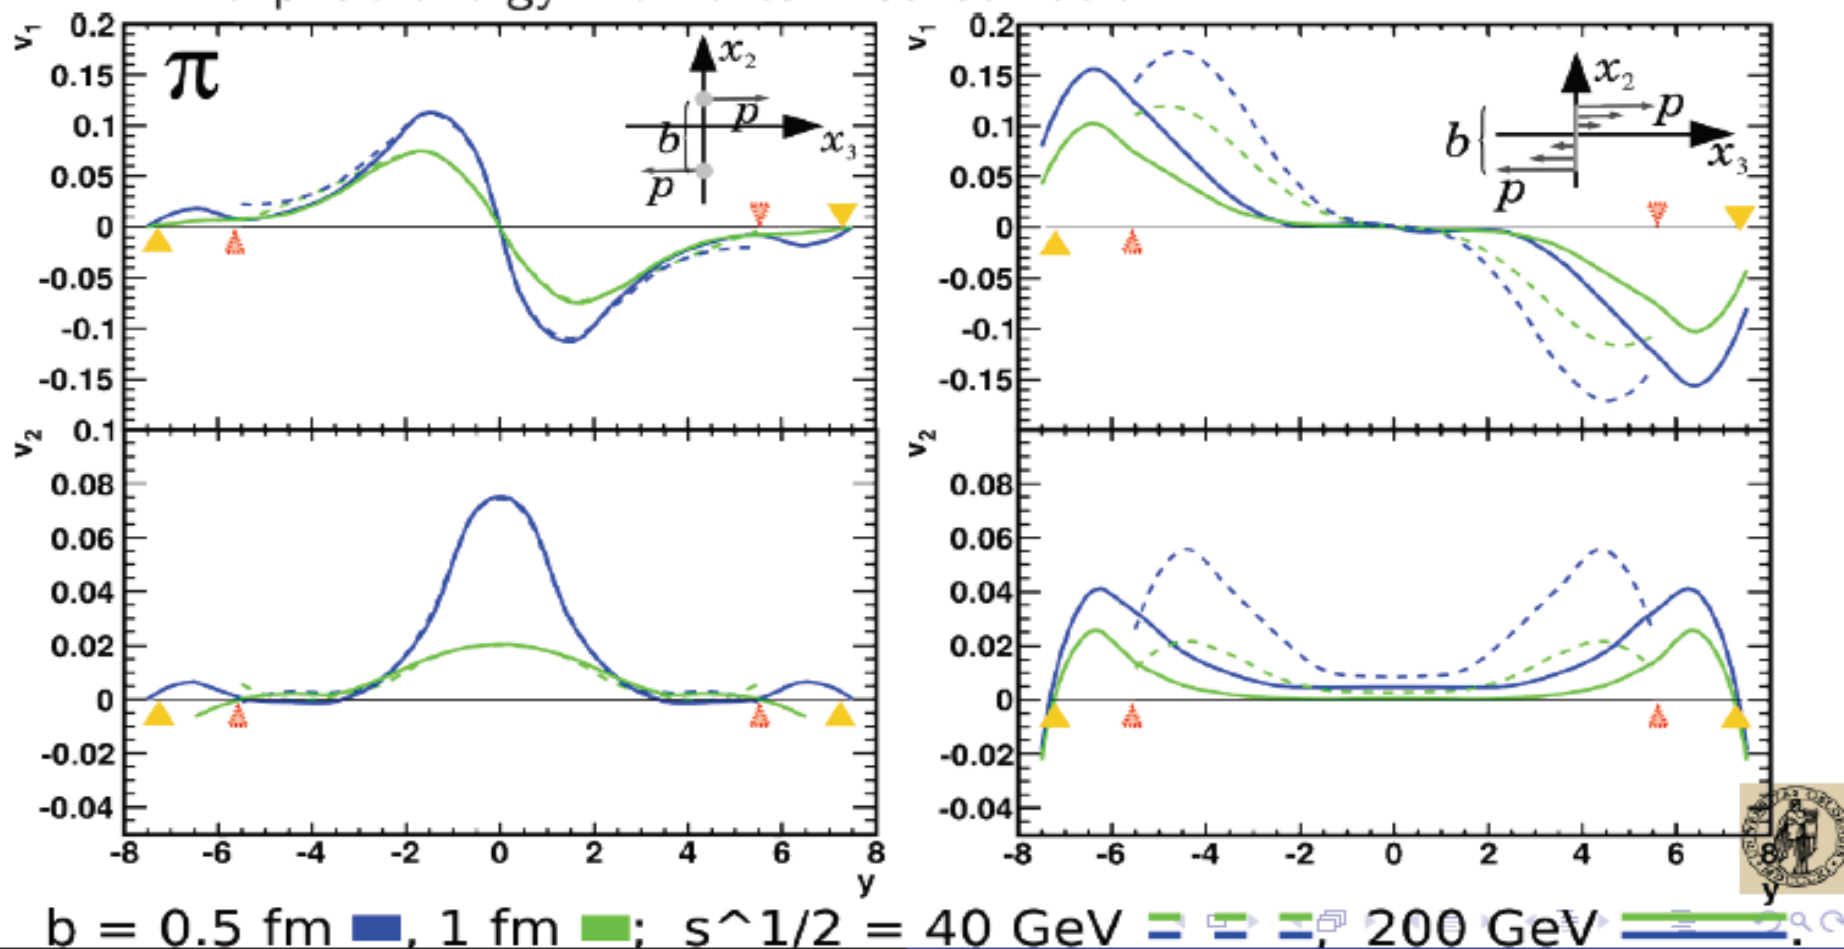 v₁ 0.2 0.2
0.15 π x₂ 0.15 x₂
0.1 p 0.1 p
b x₃ b x₃
0.05 p 0.05 p
0 0
-0.05 -0.05
-0.1 -0.1
-0.15 -0.15
v₂ 0.1 v₂
0.08 0.08
0.06 0.06
0.04 0.04
0.02 0.02
0 0
-0.02 -0.02
-0.04 -0.04
-8 -6 -4 -2 0 2 4 6 8 -8 -6 -4 -2 0 2 4 6 8
y y
b = 0.5 fm , 1 fm ; s^1/2 = 40 GeV , 200 GeV